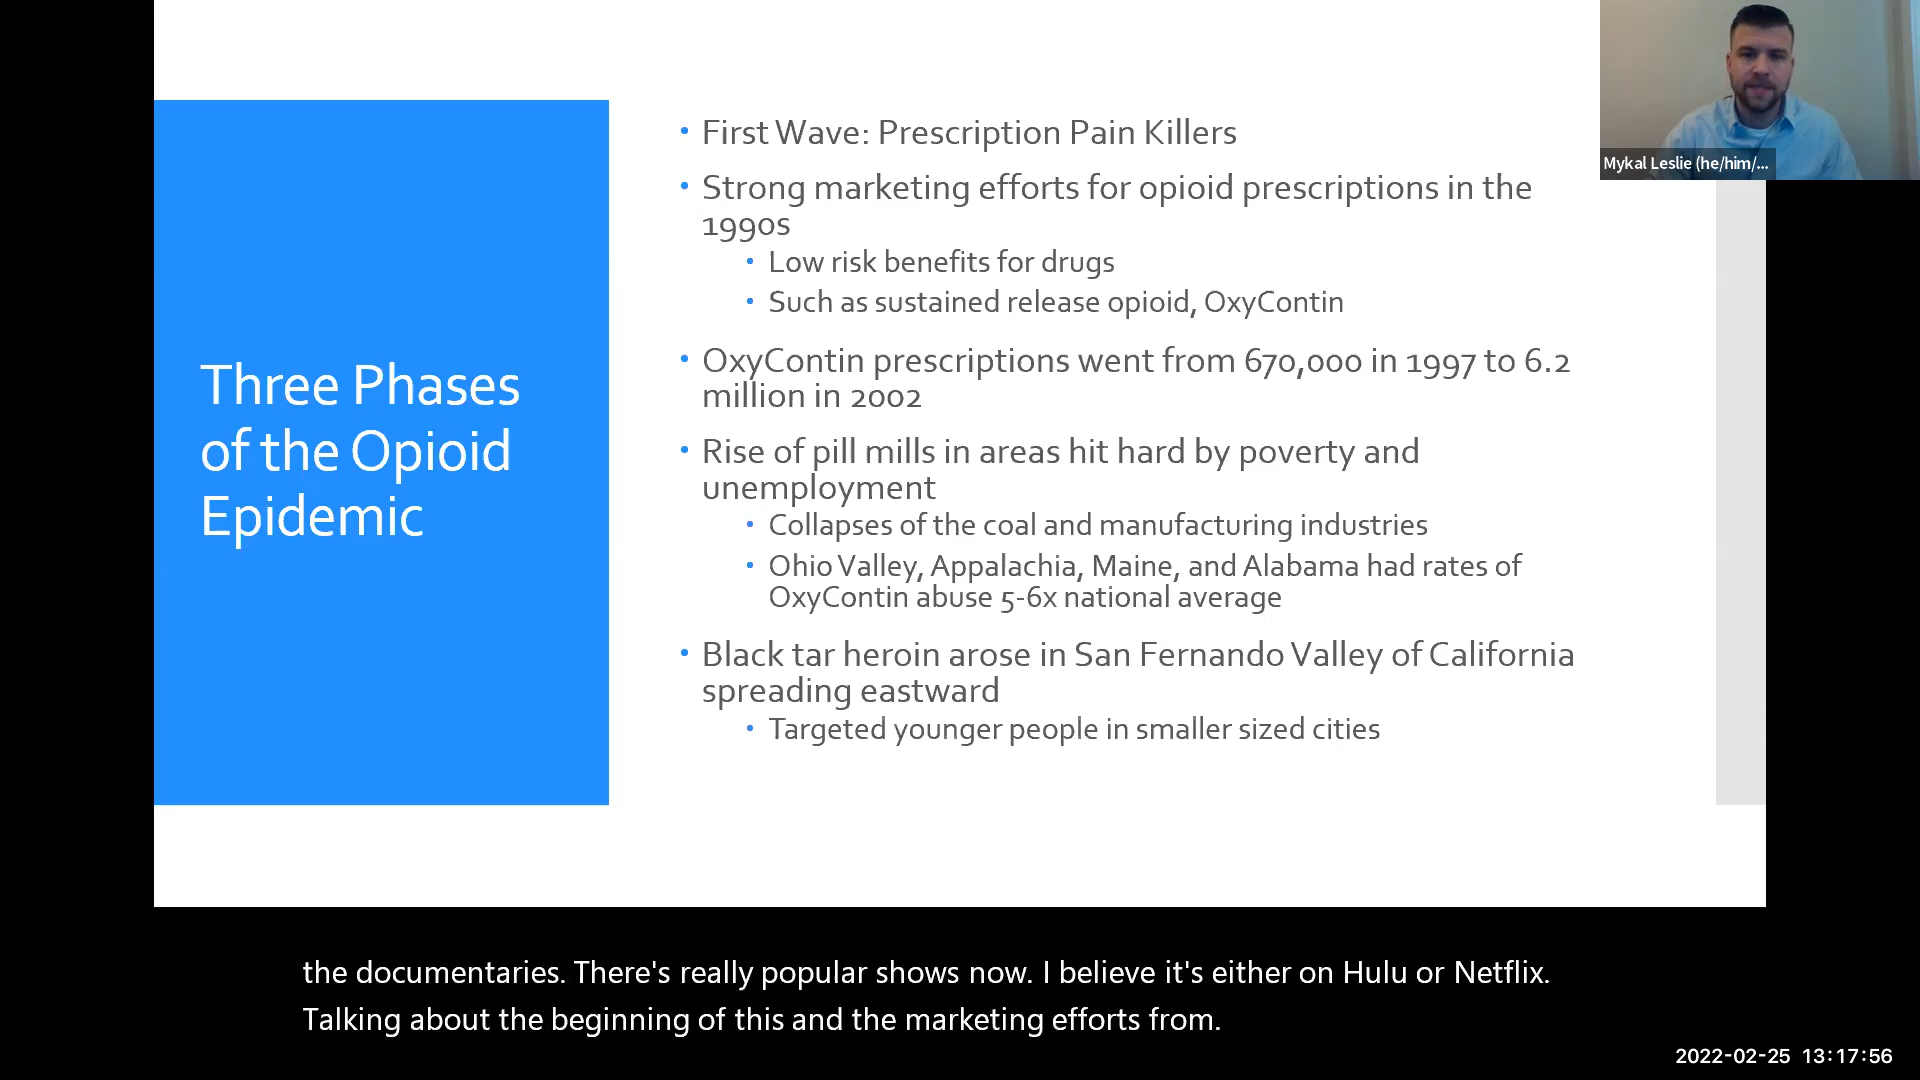 Three Phases
of the Opioid
Epidemic
• First Wave: Prescription Pain Killers
• Strong marketing efforts for opioid prescriptions in the
1990s
• Low risk benefits for drugs
• Such as sustained release opioid, OxyContin
• OxyContin prescriptions went from 670,000 in 1997 to 6.2
million in 2002
• Rise of pill mills in areas hit hard by poverty and
unemployment
• Collapses of the coal and manufacturing industries
• Ohio Valley, Appalachia, Maine, and Alabama had rates of
OxyContin abuse 5-6x national average
• Black tar heroin arose in San Fernando Valley of California
spreading eastward
• Targeted younger people in smaller sized cities
Mykal Leslie (he/him/...
the documentaries. There's really popular shows now. I believe it's either on Hulu or Netflix.
Talking about the beginning of this and the marketing efforts from.
2022-02-25 13:17:56